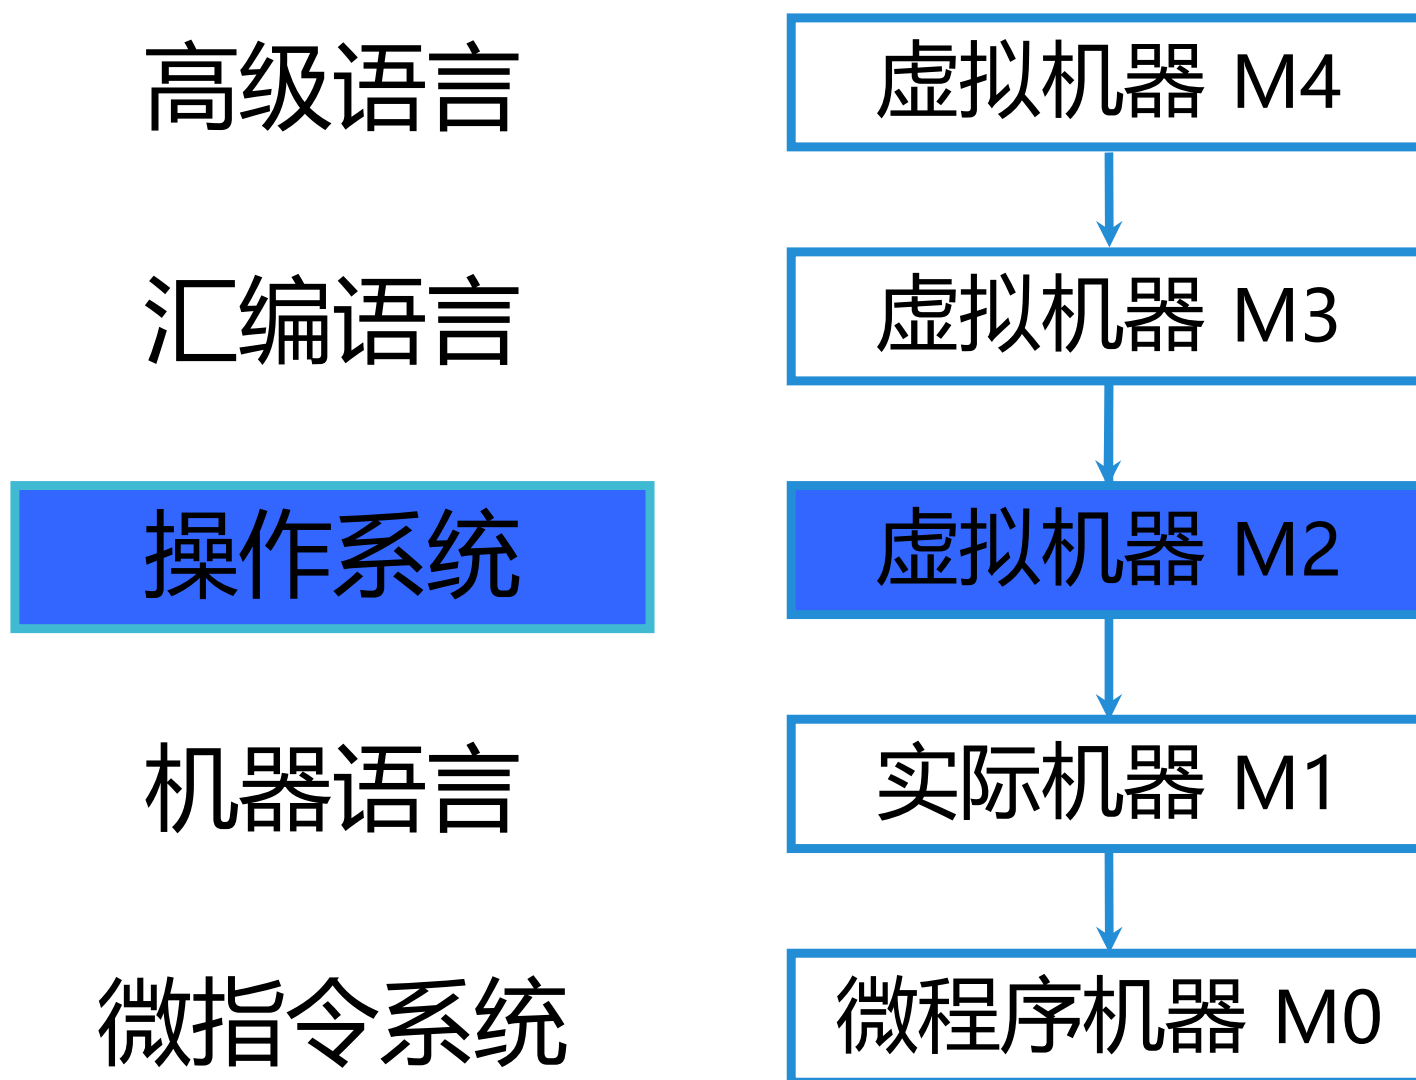 高级语言
虚拟机器 M4
汇编语言
虚拟机器 M3
操作系统
虚拟机器 M2
机器语言
实际机器 M1
微指令系统
微程序机器 M0